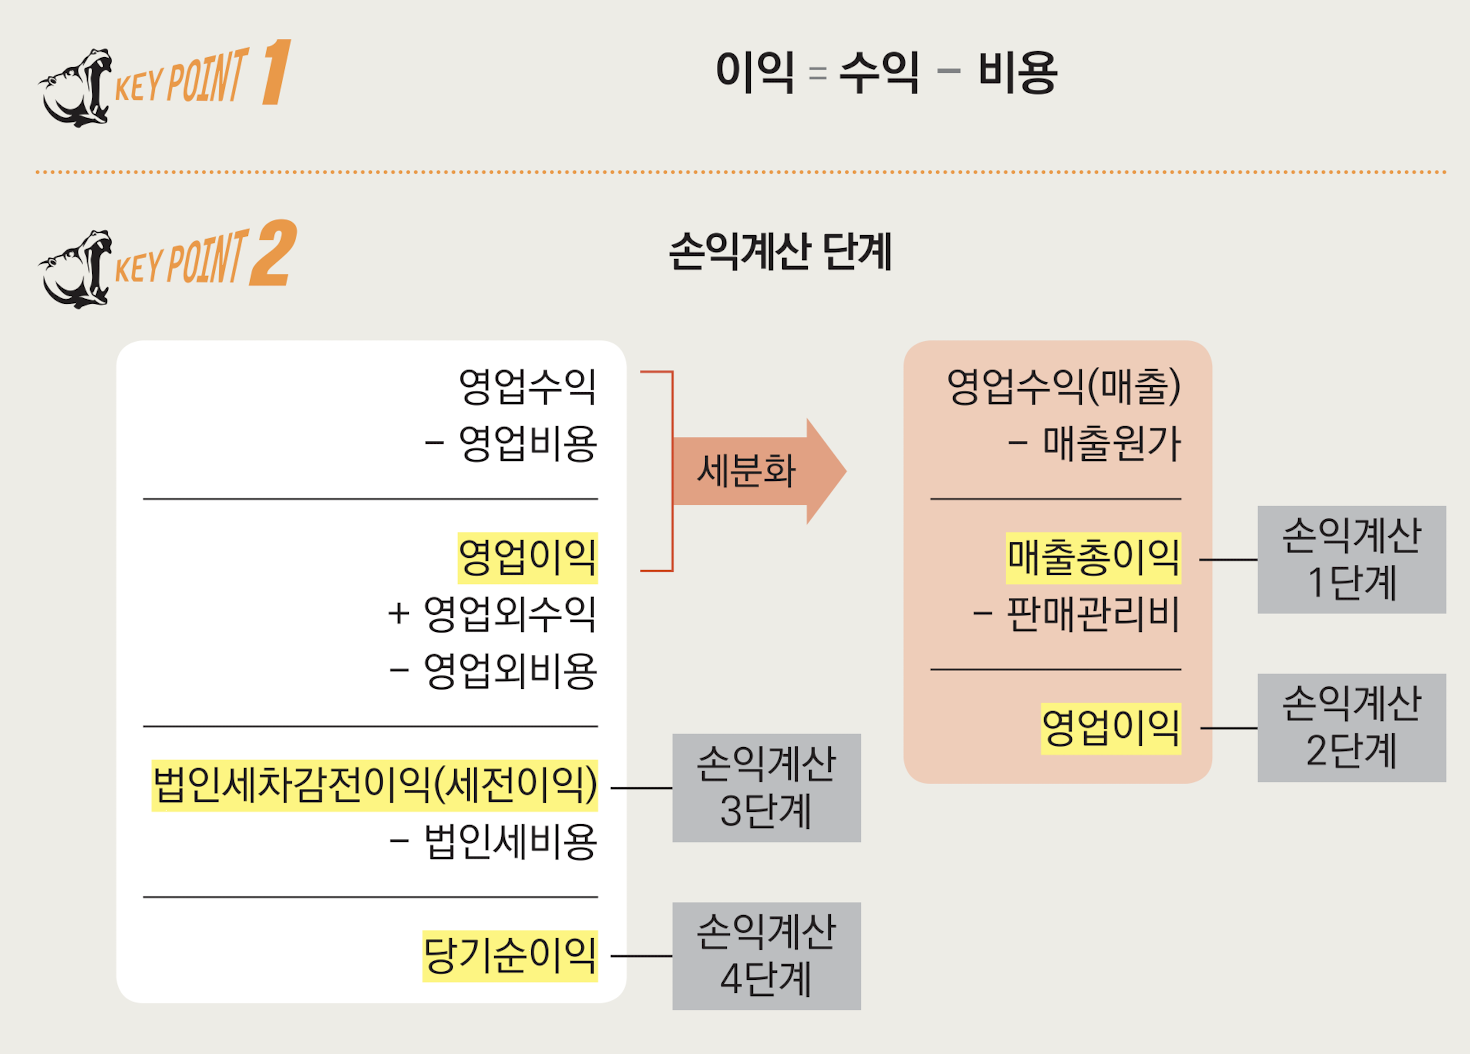 KEY POINT 1
이익 = 수익 - 비용
KEY POINT 2
손익계산 단계
영업수익
- 영업비용
영업이익
+ 영업외수익
- 영업외비용
법인세차감전이익(세전이익)
- 법인세비용
당기순이익
세분화
손익계산
3단계
손익계산
4단계
영업수익(매출)
- 매출원가
매출총이익
- 판매관리비
영업이익
손익계산
1단계
손익계산
2단계